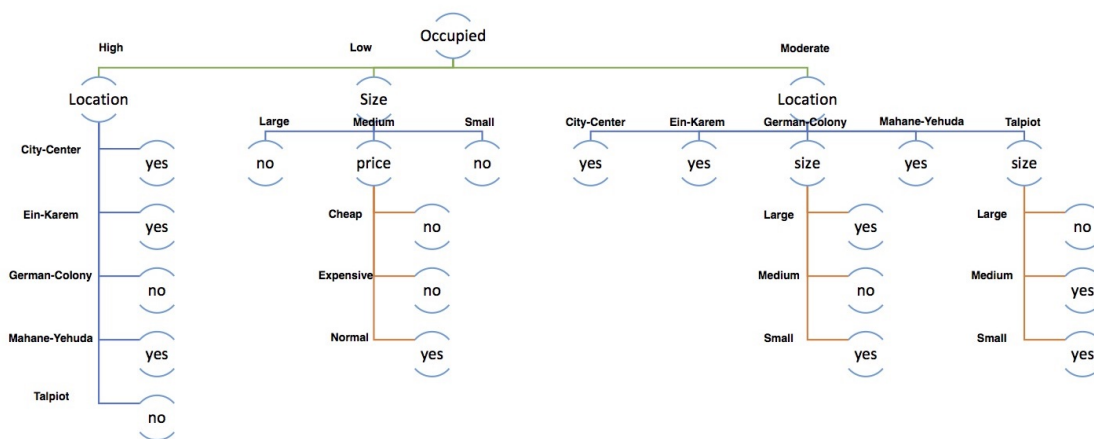 Occupied
High Low Moderate
Location Size Location
Large Medium Small City-Center Ein-Karem German-Colony Mahane-Yehuda Talpiot
City-Center yes no price no yes yes size yes size
Ein-Karem yes Cheap no Large yes Large no
German-Colony no Expensive no Medium no Medium yes
Mahane-Yehuda yes Normal yes Small yes Small yes
Talpiot no